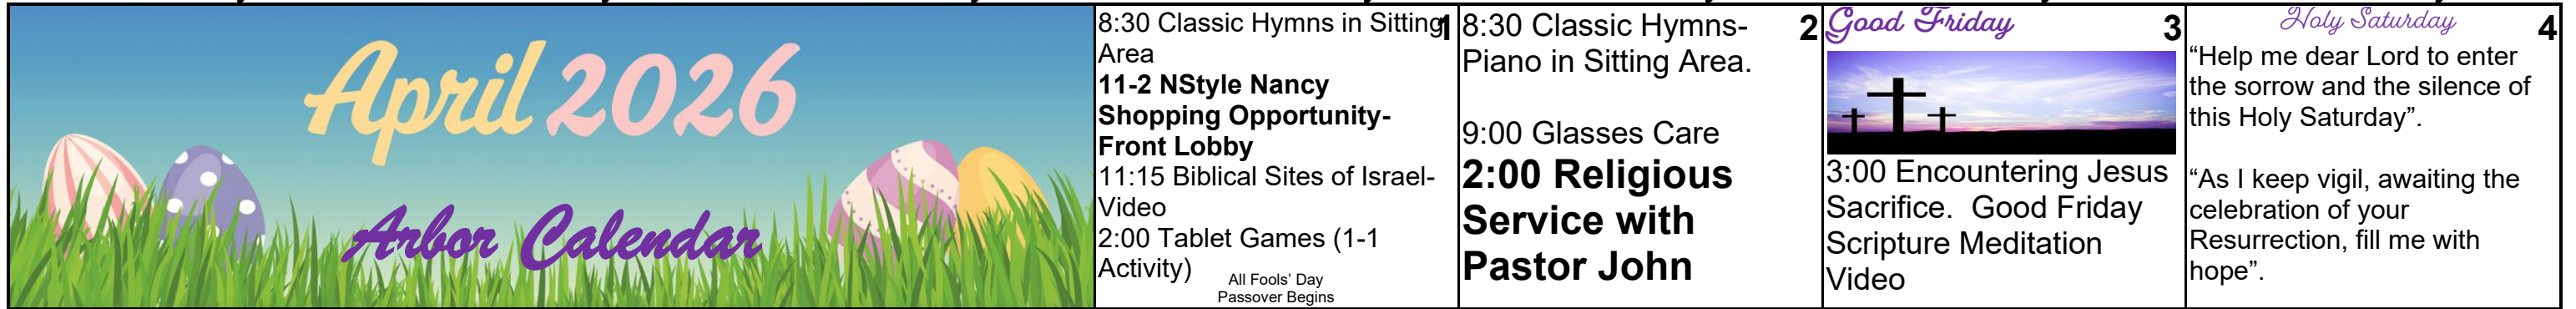 April 2026
Arbor Calendar
1
8:30 Classic Hymns in Sitting
Area
11-2 NStyle Nancy
Shopping Opportunity-
Front Lobby
11:15 Biblical Sites of Israel-
Video
2:00 Tablet Games (1-1
Activity)
All Fools’ Day
Passover Begins
2
8:30 Classic Hymns-
Piano in Sitting Area.
9:00 Glasses Care
2:00 Religious
Service with
Pastor John
Good Friday
3
3:00 Encountering Jesus
Sacrifice.  Good Friday
Scripture Meditation
Video
Holy Saturday
4
“Help me dear Lord to enter
the sorrow and the silence of
this Holy Saturday”.
“As I keep vigil, awaiting the
celebration of your
Resurrection, fill me with
hope”.